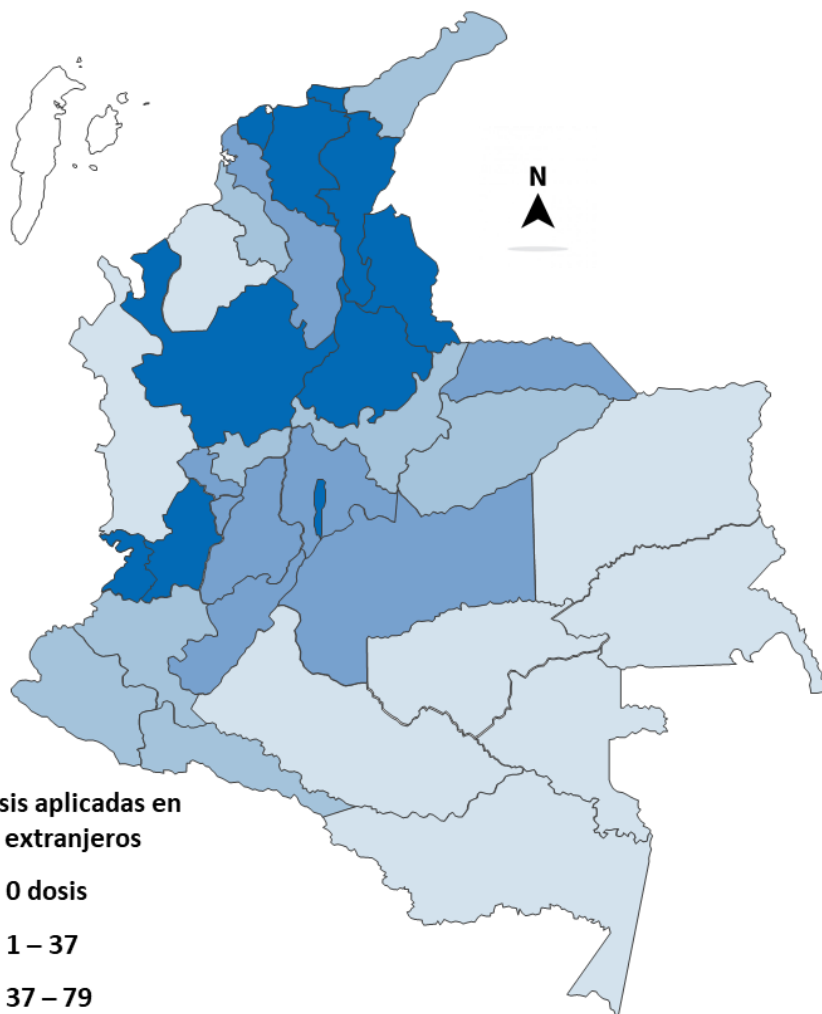 N
sis aplicadas en
extranjeros
0 dosis
1 – 37
37 – 79